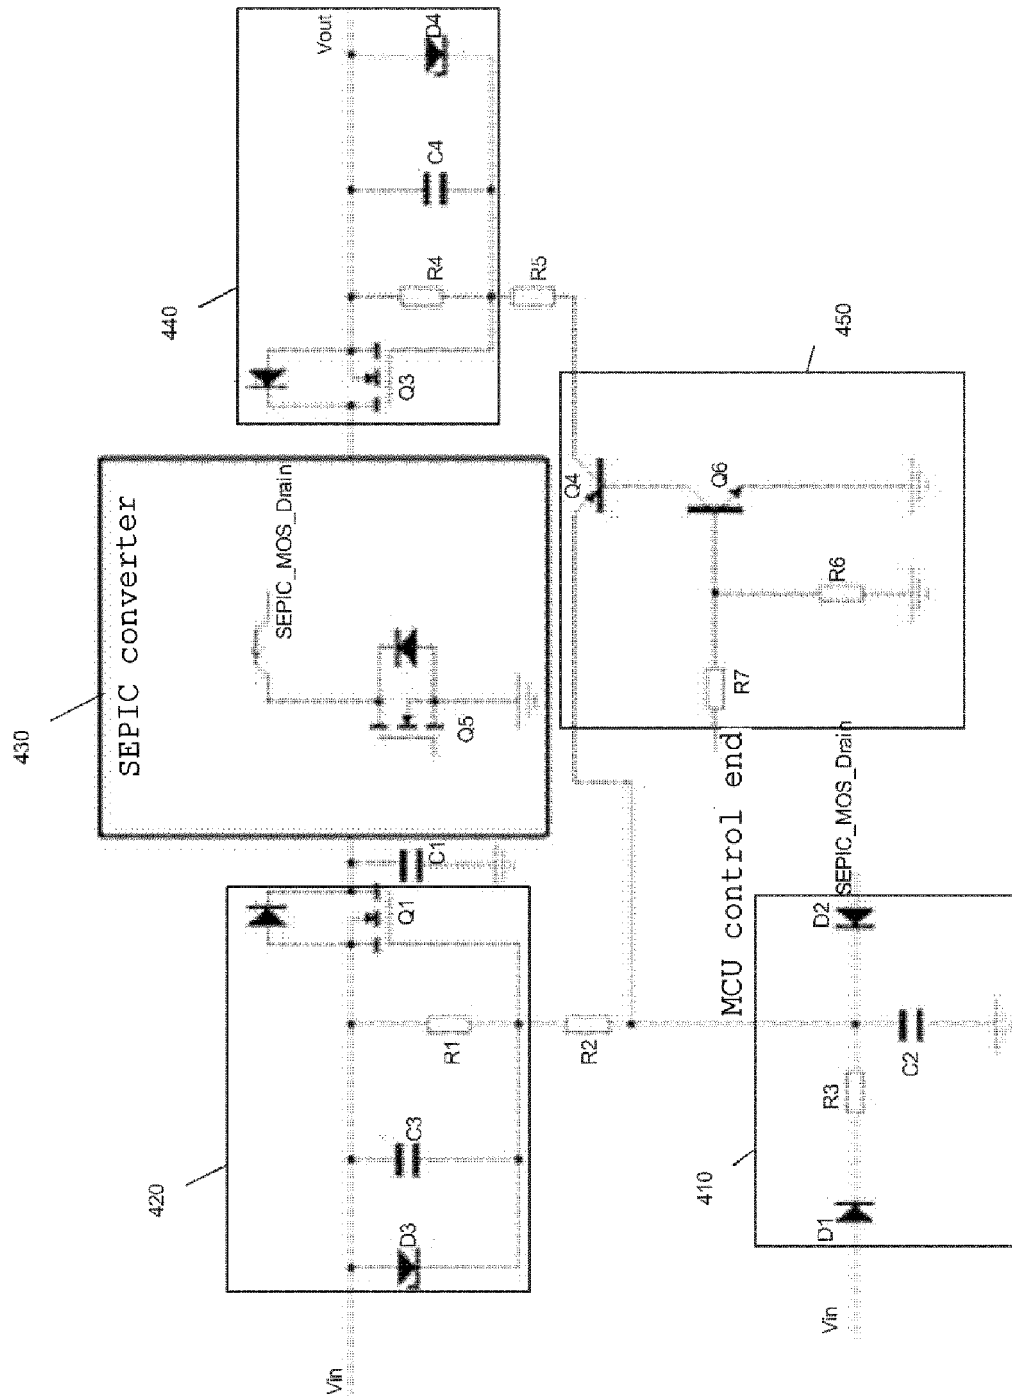 430
SEPIC converter
SEPIC_MOS_Drain
Q5
440
Vout
D4
C4
R4
Q3
R5
420
Q1
C1
R1
C3
D3
R2
Vin
450
Q4
Q6
R6
R7
MCU control end
SEPIC_MOS_Drain
410
D2
C2
R3
D1
Vin